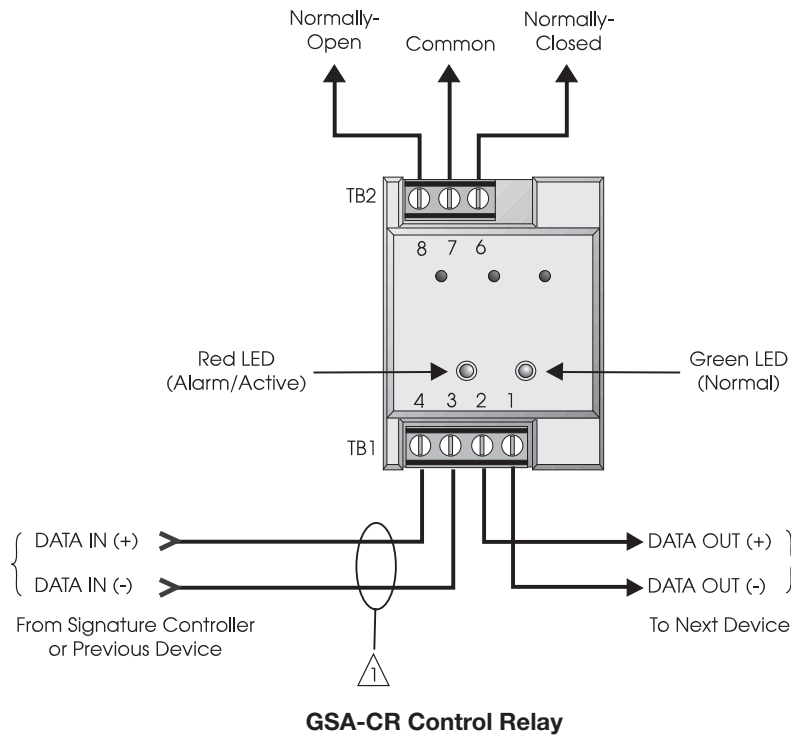 Normally-
Open
Common
Normally-
Closed
TB2
8 7 6
Red LED
(Alarm/Active)
Green LED
(Normal)
4 3 2 1
TB1
DATA IN (+)
DATA OUT (+)
DATA IN (-)
DATA OUT (-)
From Signature Controller
or Previous Device
To Next Device
1
GSA-CR Control Relay